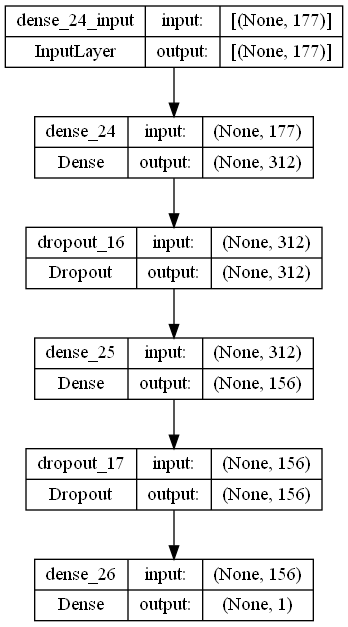 dense_24_input input: [(None, 177)]
InputLayer output: [(None, 177)]
dense_24 input: (None, 177)
Dense output: (None, 312)
dropout_16 input: (None, 312)
Dropout output: (None, 312)
dense_25 input: (None, 312)
Dense output: (None, 156)
dropout_17 input: (None, 156)
Dropout output: (None, 156)
dense_26 input: (None, 156)
Dense output: (None, 1)